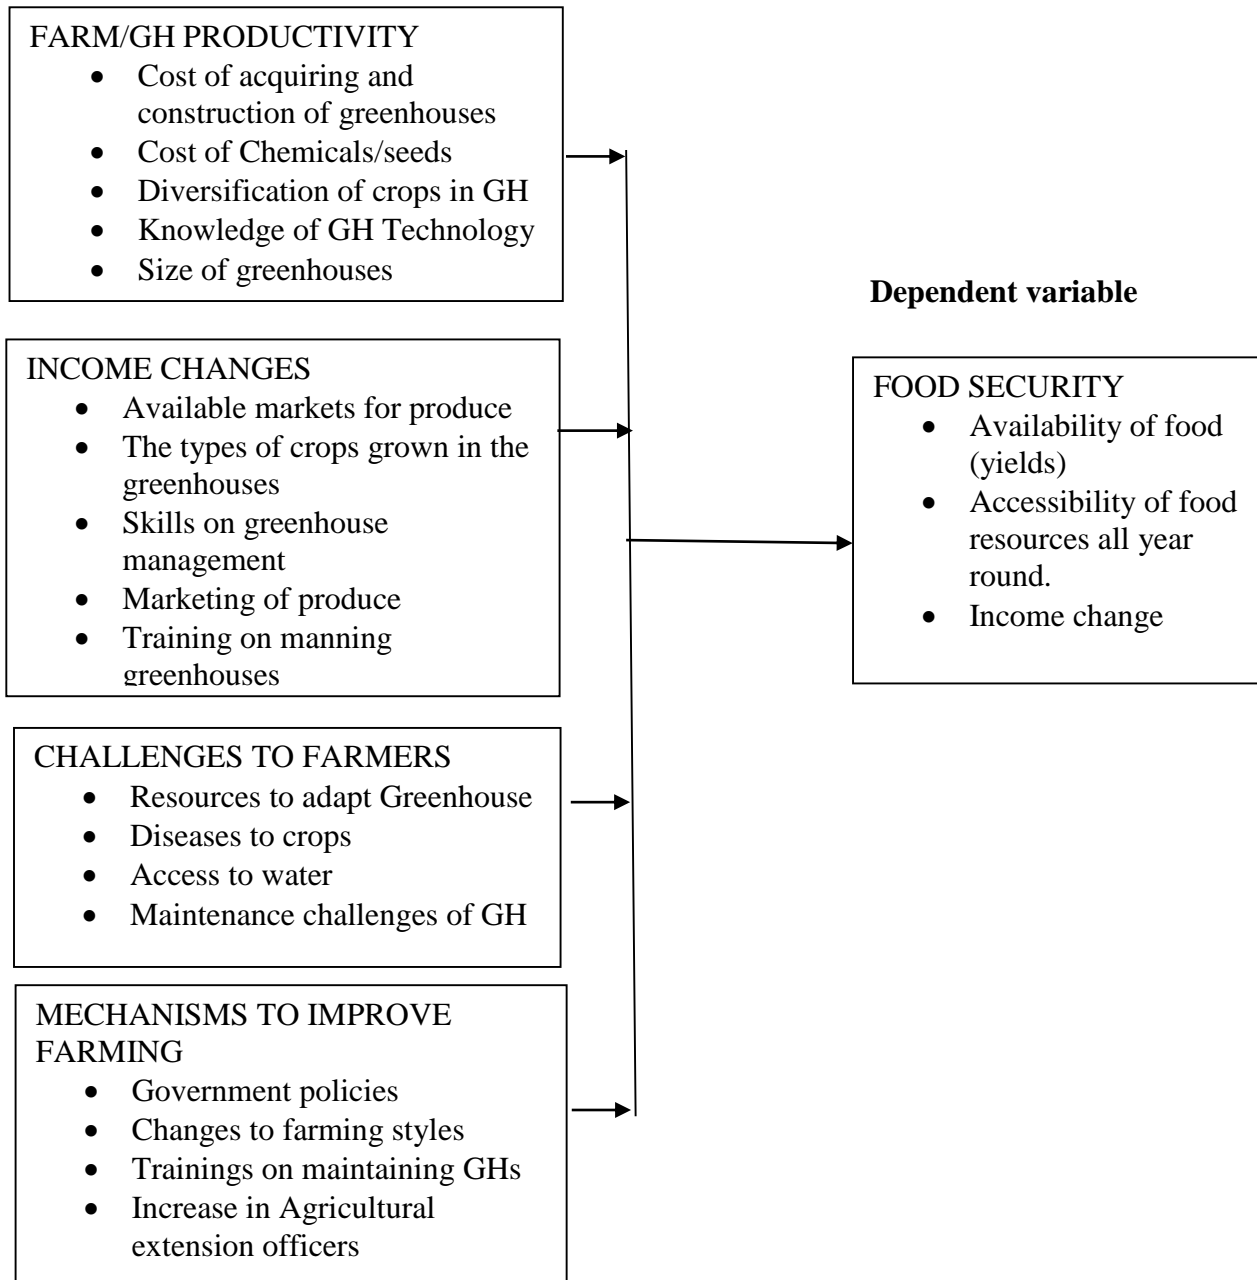 FARM/GH PRODUCTIVITY
• Cost of acquiring and
construction of greenhouses
• Cost of Chemicals/seeds
• Diversification of crops in GH
• Knowledge of GH Technology
• Size of greenhouses
INCOME CHANGES
• Available markets for produce
• The types of crops grown in the
greenhouses
• Skills on greenhouse
management
• Marketing of produce
• Training on manning
greenhouses
CHALLENGES TO FARMERS
• Resources to adapt Greenhouse
• Diseases to crops
• Access to water
• Maintenance challenges of GH
MECHANISMS TO IMPROVE
FARMING
• Government policies
• Changes to farming styles
• Trainings on maintaining GHs
• Increase in Agricultural
extension officers
Dependent variable
FOOD SECURITY
• Availability of food
(yields)
• Accessibility of food
resources all year
round.
• Income change